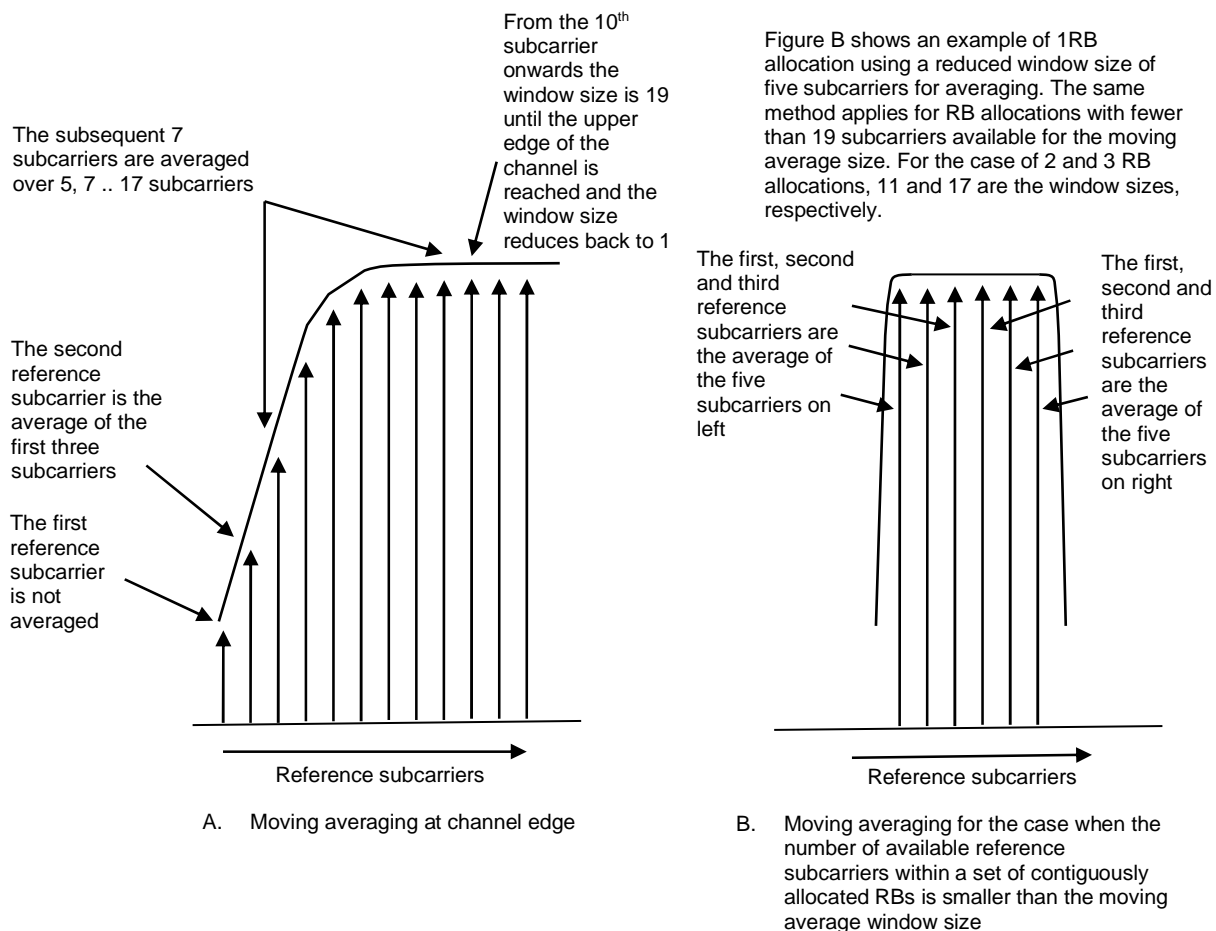 From the 10th
subcarrier
onwards the
window size is 19
until the upper
edge of the
channel is
reached and the
window size
reduces back to 1
Figure B shows an example of 1RB
allocation using a reduced window size of
five subcarriers for averaging. The same
method applies for RB allocations with fewer
than 19 subcarriers available for the moving
average size. For the case of 2 and 3 RB
allocations, 11 and 17 are the window sizes,
respectively.
The subsequent 7
subcarriers are averaged
over 5, 7 .. 17 subcarriers
The second
reference
subcarrier is the
average of the
first three
subcarriers
The first
reference
subcarrier
is not
averaged
The first, second
and third
reference
subcarriers are
the average of
the five
subcarriers on
left
The first,
second and
third
reference
subcarriers
are the
average of
the five
subcarriers
on right
Reference subcarriers
Reference subcarriers
A. Moving averaging at channel edge
B. Moving averaging for the case when the
number of available reference
subcarriers within a set of contiguously
allocated RBs is smaller than the moving
average window size